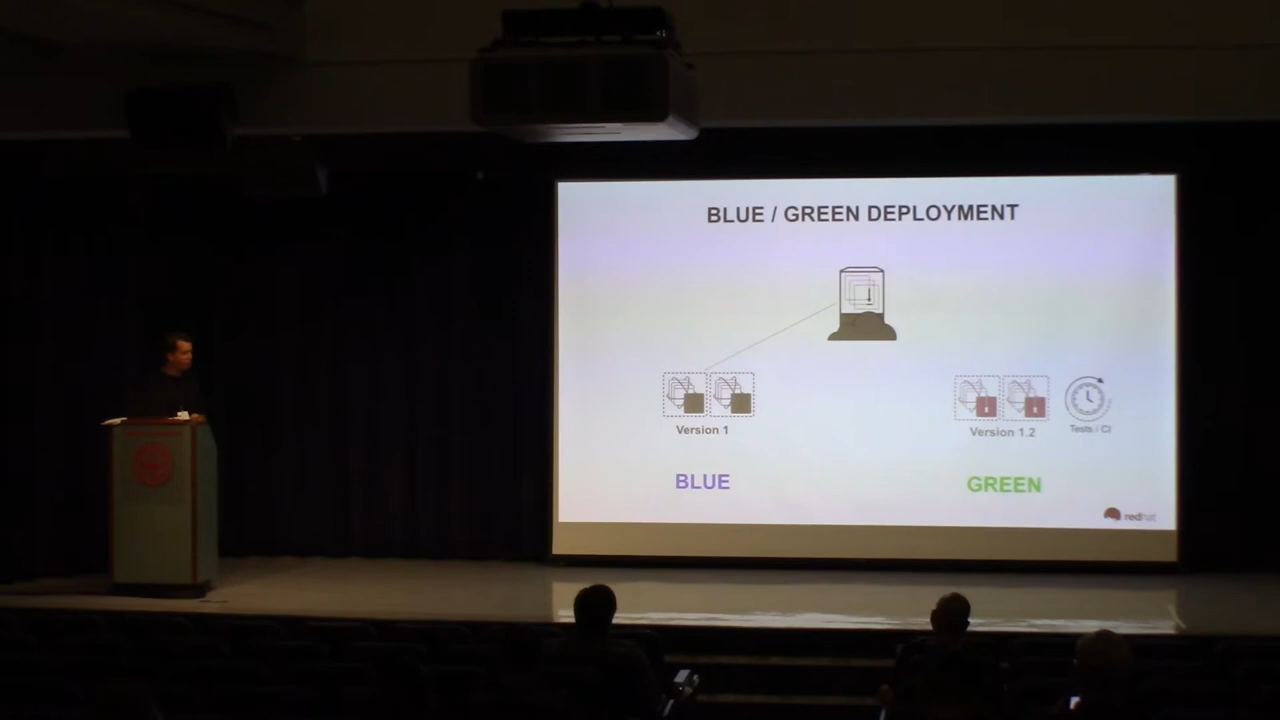 BLUE / GREEN DEPLOYMENT
Version 1
Version 1.2
Tests / CI
BLUE
GREEN
redhat